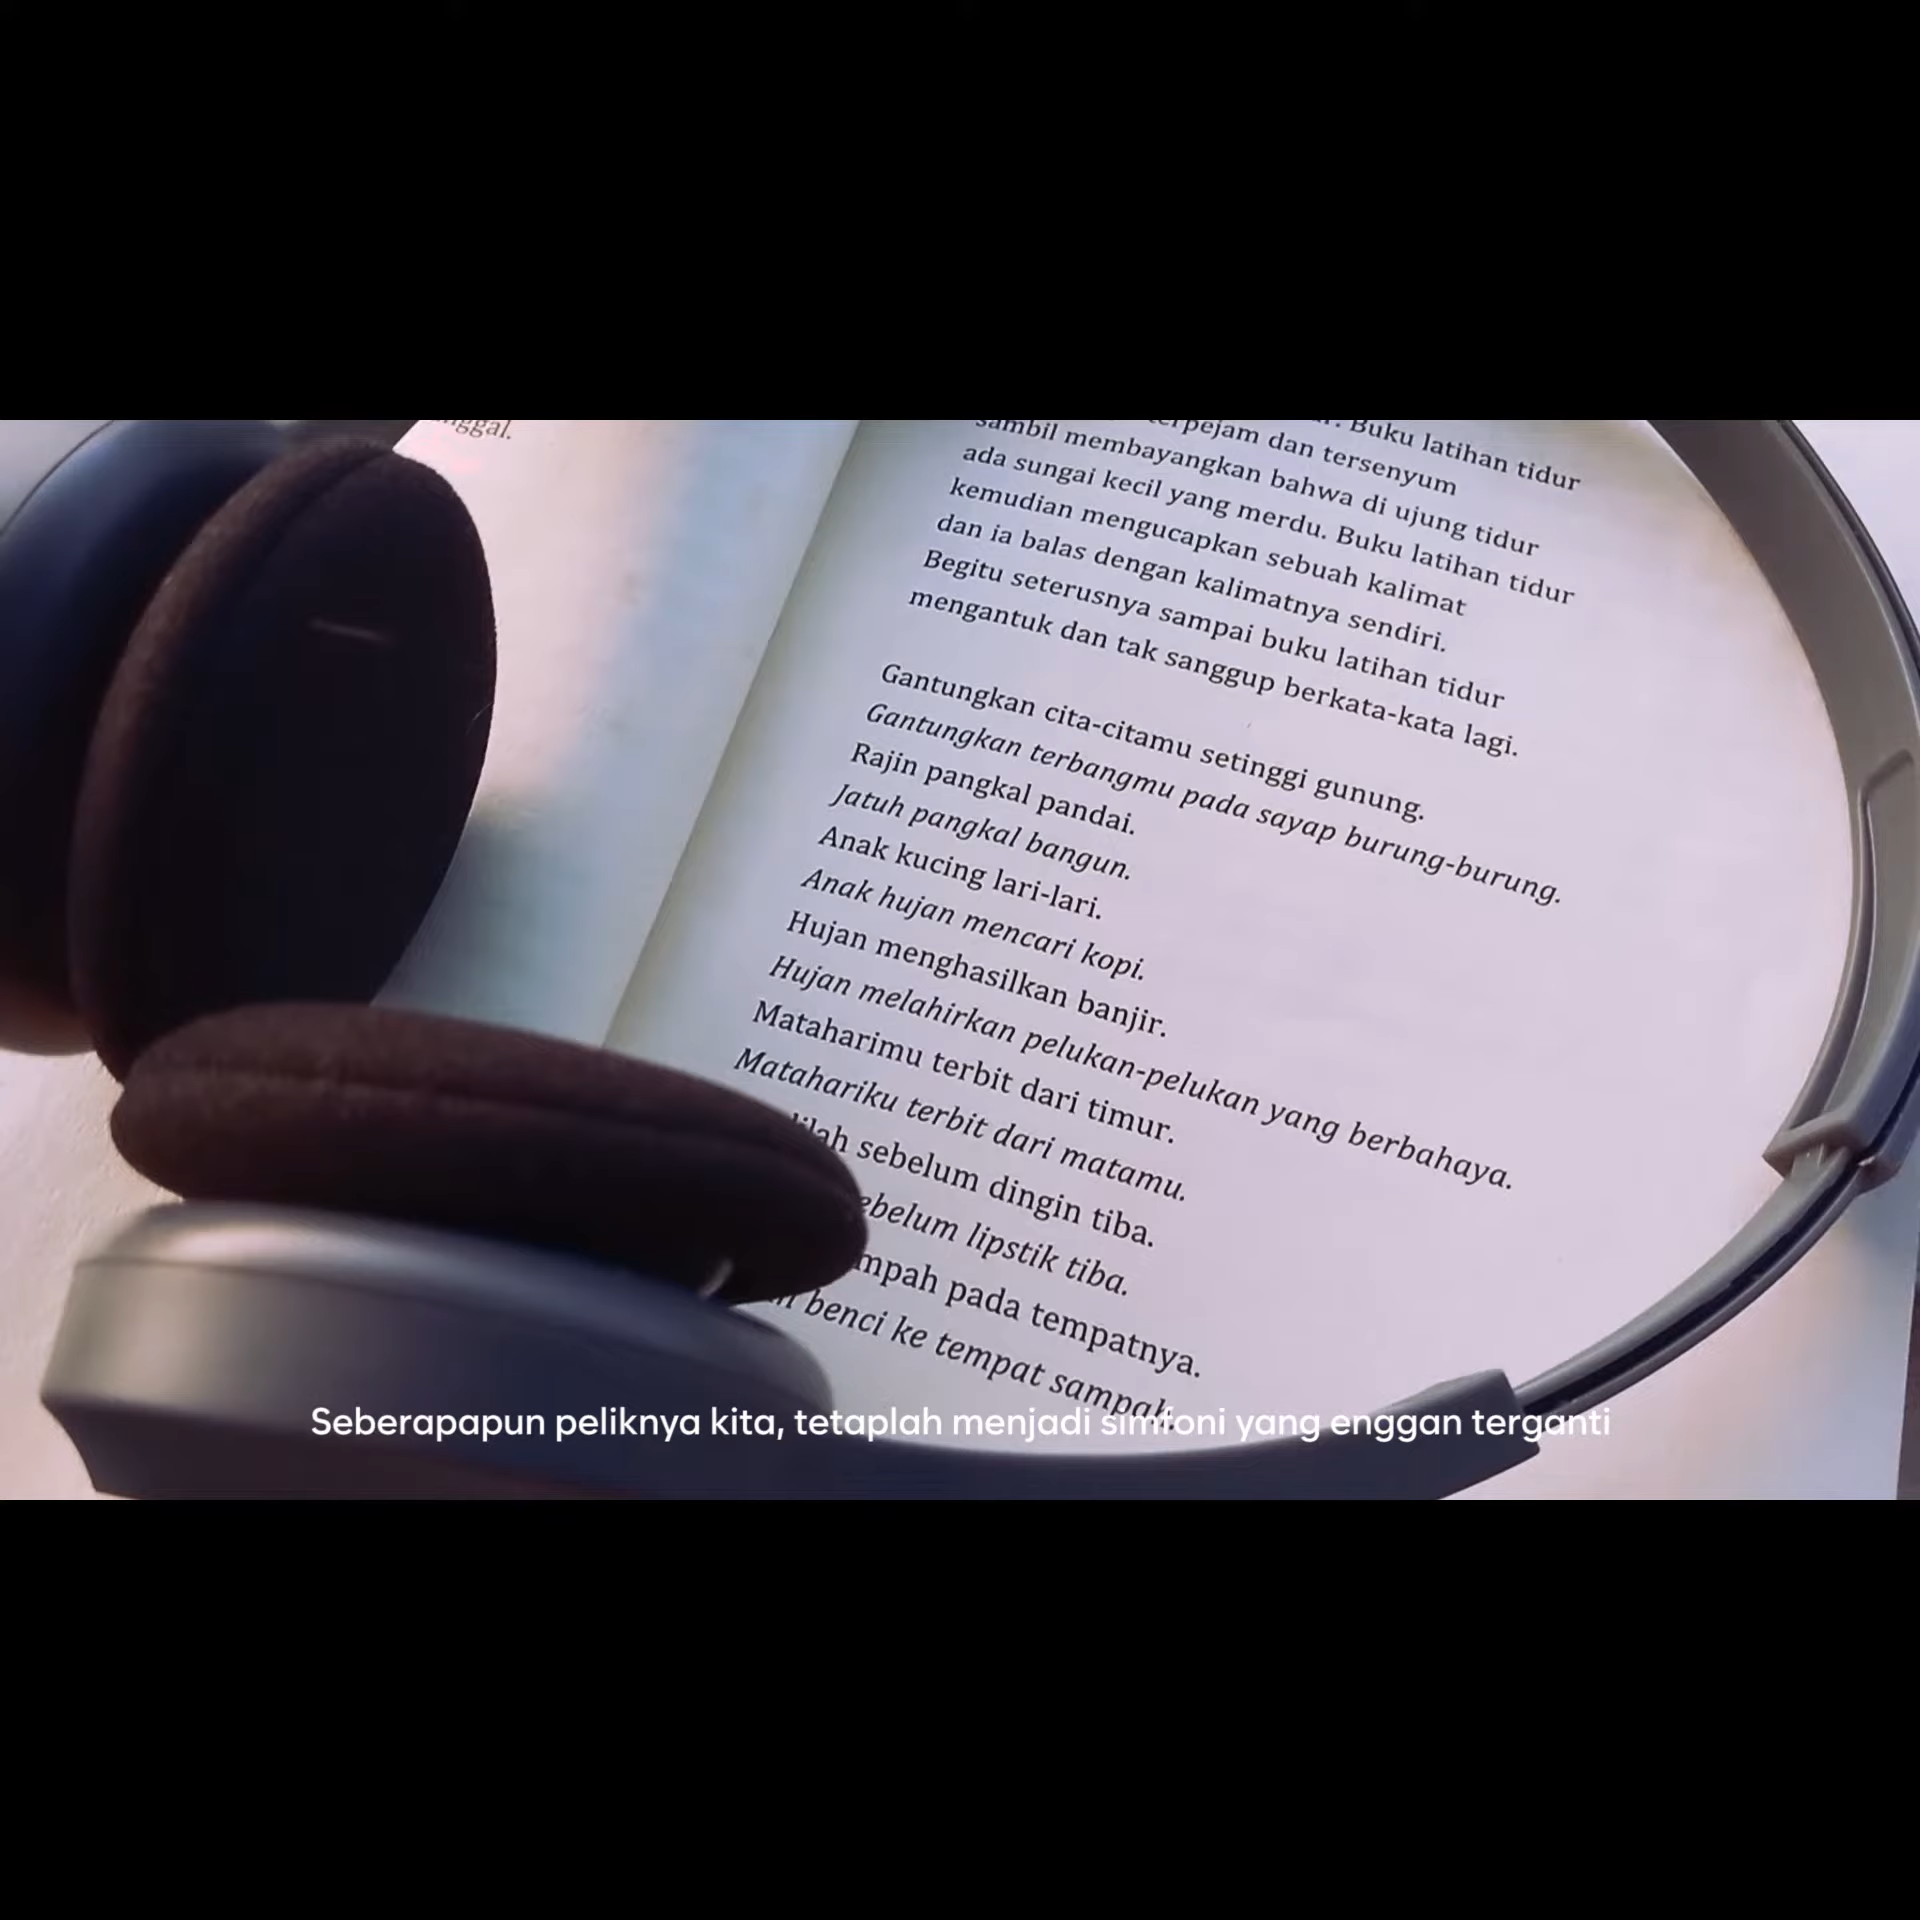 Buku latihan tidur
terpejam dan tersenyum
sambil membayangkan bahwa di ujung tidur
ada sungai kecil yang merdu. Buku latihan tidur
kemudian mengucapkan sebuah kalimat
dan ia balas dengan kalimatnya sendiri.
Begitu seterusnya sampai buku latihan tidur
mengantuk dan tak sanggup berkata-kata lagi.
Gantungkan cita-citamu setinggi gunung.
Gantungkan terbangmu pada sayap burung-burung.
Rajin pangkal pandai.
Jatuh pangkal bangun.
Anak kucing lari-lari.
Anak hujan mencari kopi.
Hujan menghasilkan banjir.
Hujan melahirkan pelukan-pelukan yang berbahaya.
Mataharimu terbit dari timur.
Matahariku terbit dari matamu.
sebelum dingin tiba.
lipstik tiba.
pada tempatnya.
benci ke tempat sampah.
Seberapapun peliknya kita, tetaplah menjadi simfoni yang enggan terganti